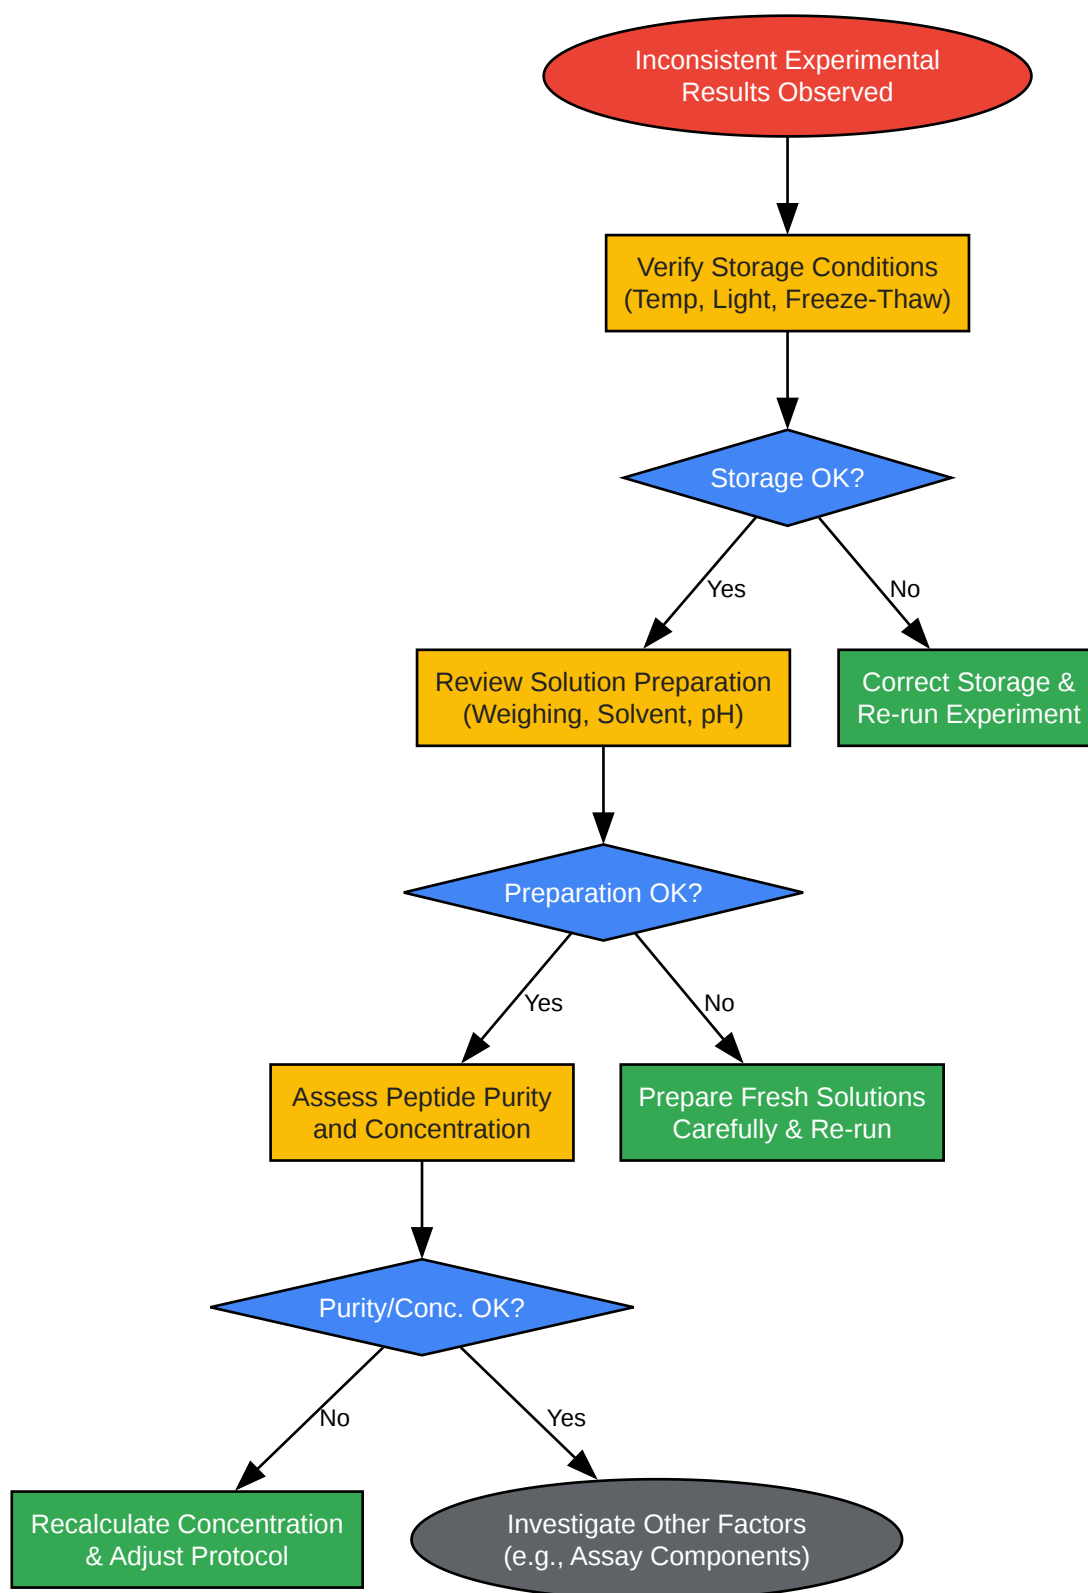 Inconsistent Experimental
Results Observed
Verify Storage Conditions
(Temp, Light, Freeze-Thaw)
Storage OK?
Yes
No
Review Solution Preparation
(Weighing, Solvent, pH)
Correct Storage &
Re-run Experiment
Preparation OK?
Yes
No
Assess Peptide Purity
and Concentration
Prepare Fresh Solutions
Carefully & Re-run
Purity/Conc. OK?
No
Yes
Recalculate Concentration
& Adjust Protocol
Investigate Other Factors
(e.g., Assay Components)